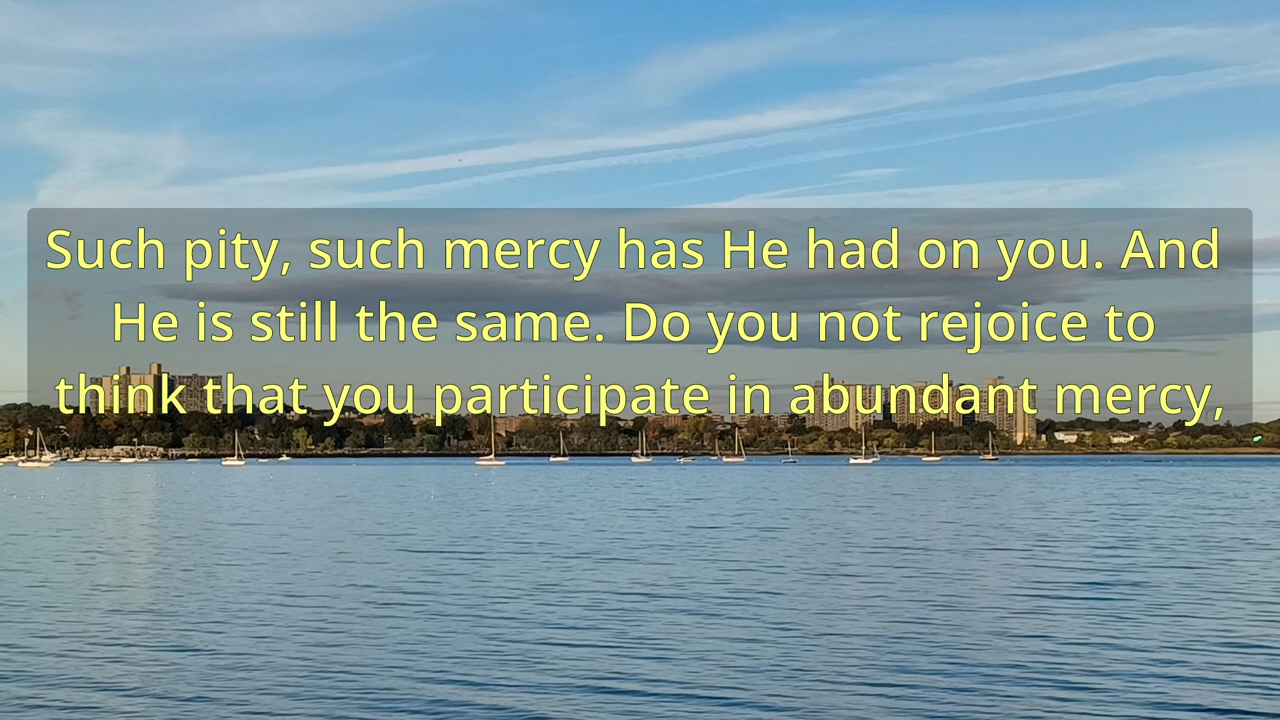 Such pity, such mercy has He had on you. And
He is still the same. Do you not rejoice to
think that you participate in abundant mercy,